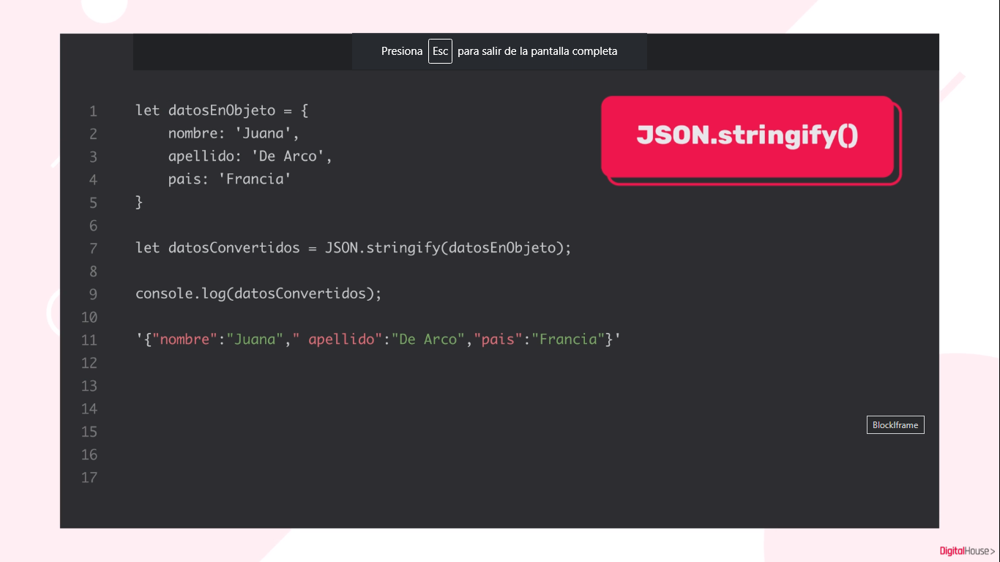 Presiona Esc para salir de la pantalla completa
JSON.stringify()
1 let datosEnObjeto = {
2 nombre: 'Juana',
3 apellido: 'De Arco',
4 pais: 'Francia'
5 }
6
7 let datosConvertidos = JSON.stringify(datosEnObjeto);
8
9 console.log(datosConvertidos);
10
11 '{"nombre":"Juana"," apellido":"De Arco","pais":"Francia"}'
12
13
14
15
16
17
BlockIframe
DigitalHouse>